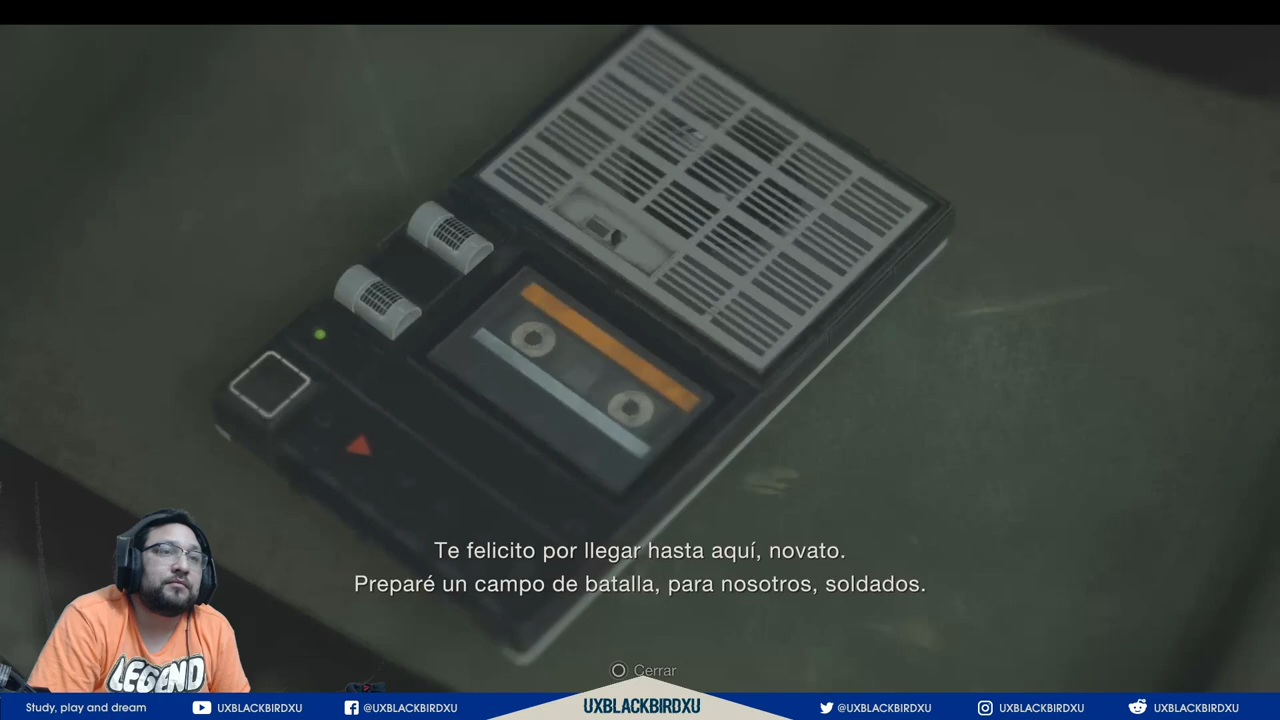 Te felicito por llegar hasta aquí, novato.
Preparé un campo de batalla, para nosotros, soldados.
Cerrar
LEGEND
Study, play and dream
UXBLACKBIRDXU
@UXBLACKBIRDXU
UXBLACKBIRDXU
@UXBLACKBIRDXU
UXBLACKBIRDXU
UXBLACKBIRDXU